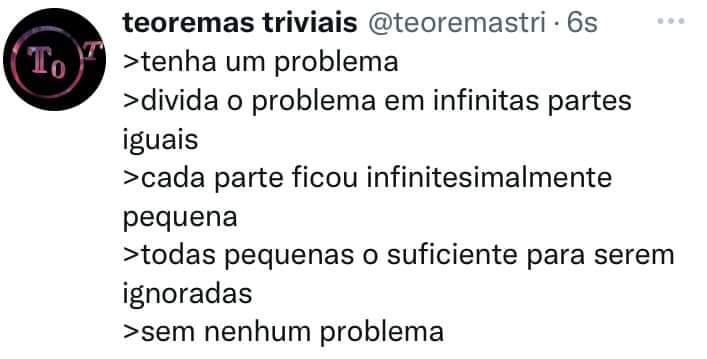 teoremas triviais @teoremastri · 6s
>tenha um problema
>divida o problema em infinitas partes
iguais
>cada parte ficou infinitesimalmente
pequena
>todas pequenas o suficiente para serem
ignoradas
>sem nenhum problema
To T